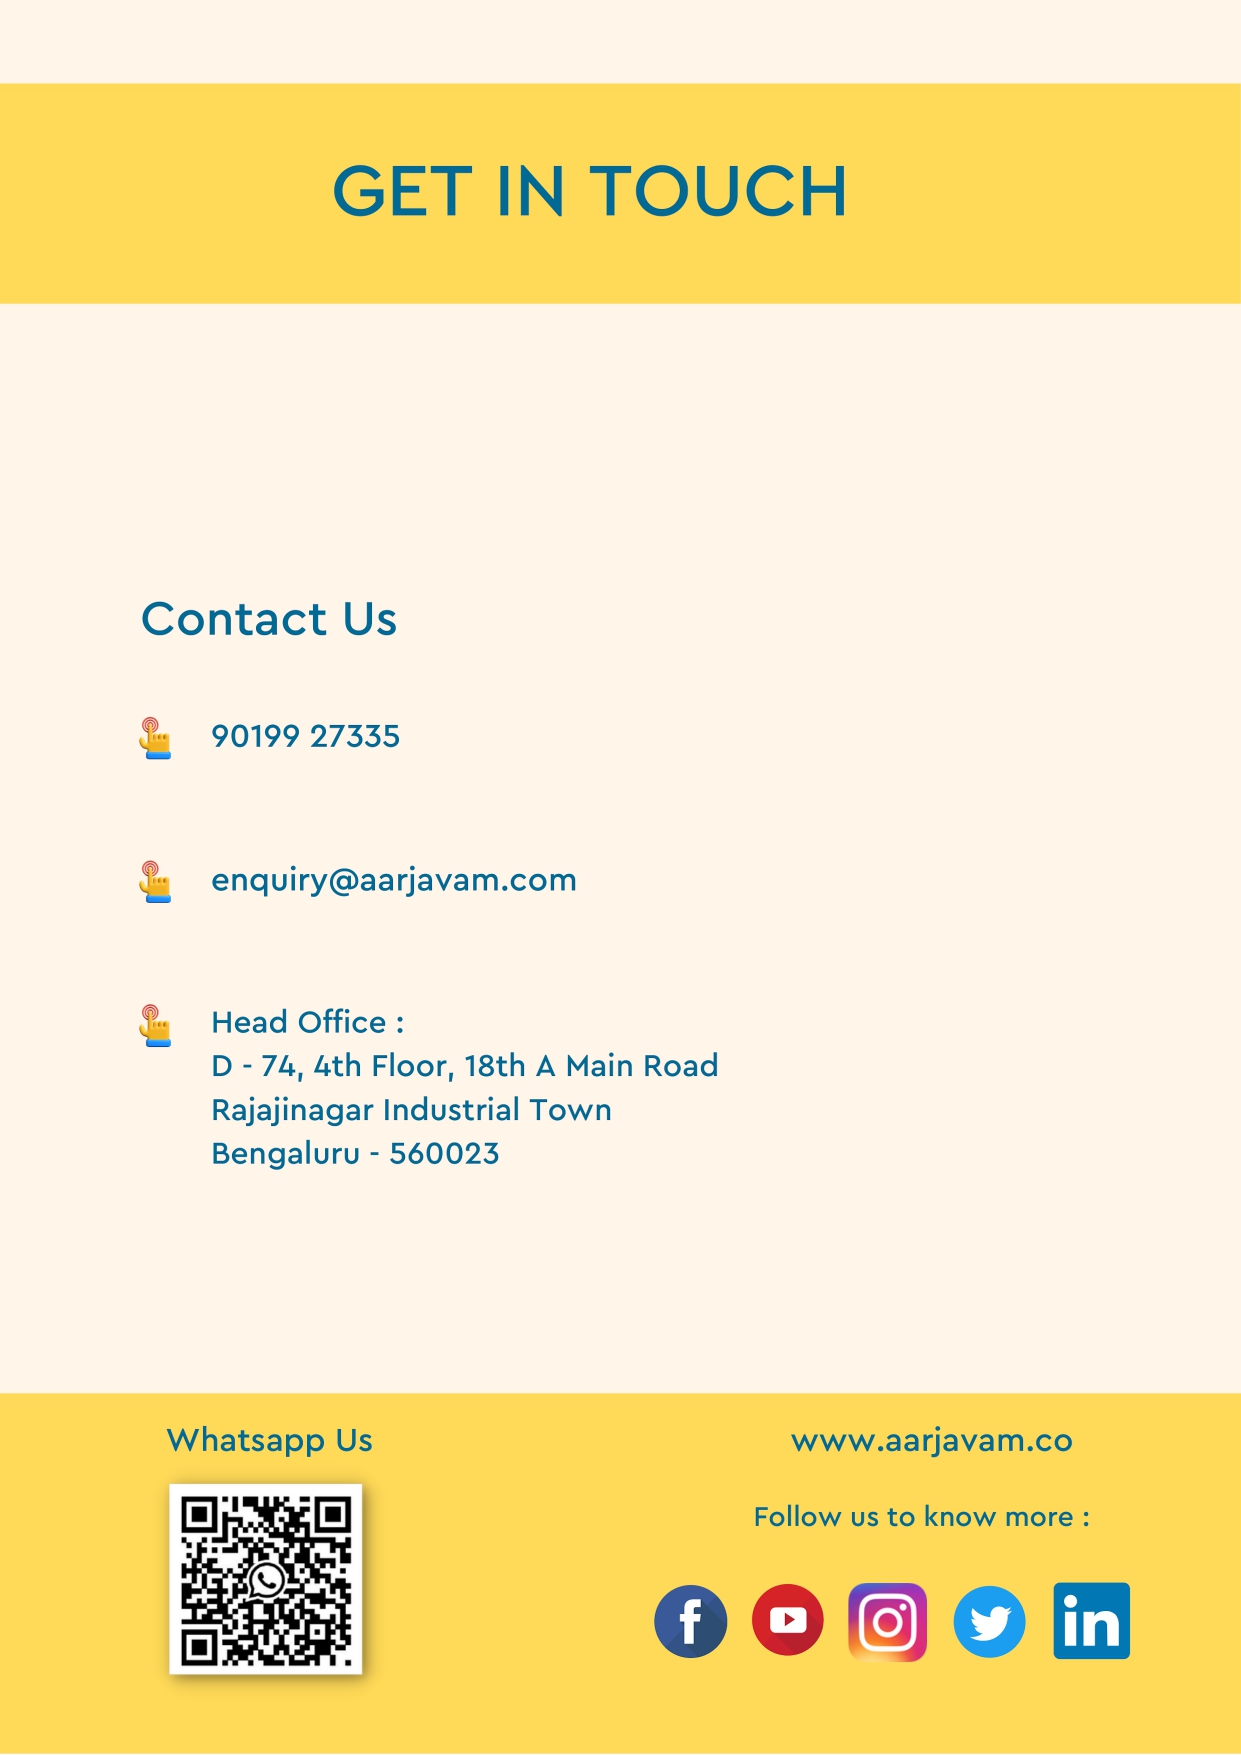 GET IN TOUCH
Contact Us
90199 27335
enquiry@aarjavam.com
Head Office :
D - 74, 4th Floor, 18th A Main Road
Rajajinagar Industrial Town
Bengaluru - 560023
Whatsapp Us
www.aarjavam.co
Follow us to know more :
f
in